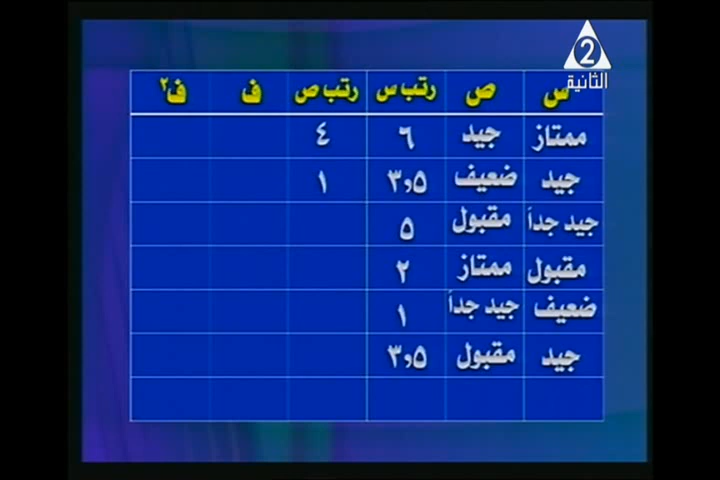 2
الثانية
س ص رتب س رتب ص ف ف٢
ممتاز جيد ٦ ٤
جيد ضعيف ٣,٥ ١
جيد جداً مقبول ٥
مقبول ممتاز ٢
ضعيف جيد جداً ١
جيد مقبول ٣,٥